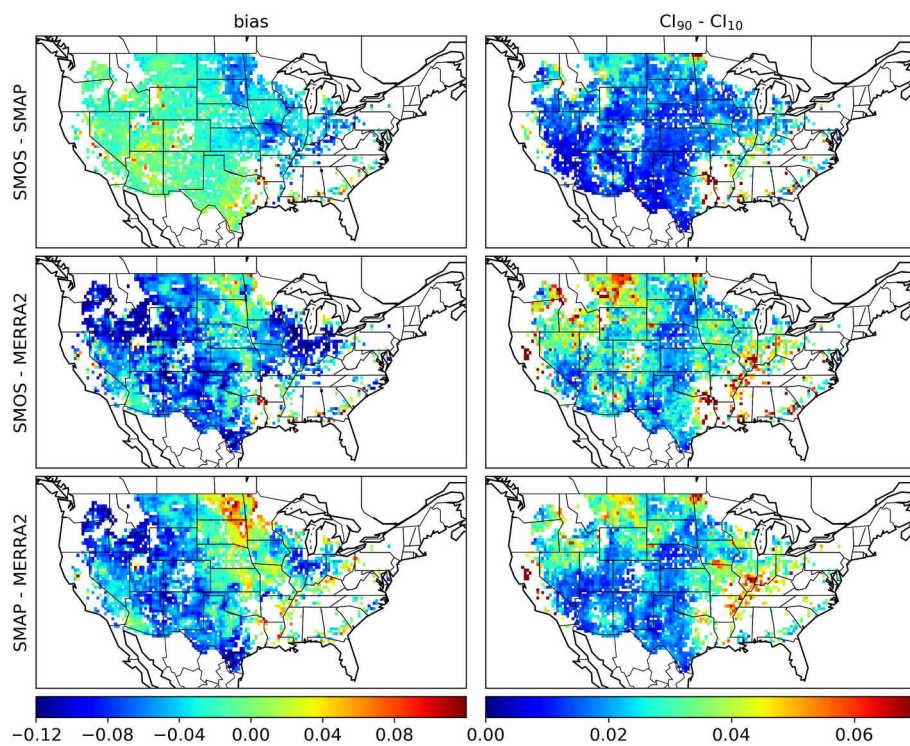 bias
CI₉₀ - CI₁₀
SMOS - SMAP
SMOS - MERRA2
SMAP - MERRA2
−0.12 −0.08 −0.04 0.00 0.04 0.08
0.00 0.02 0.04 0.06